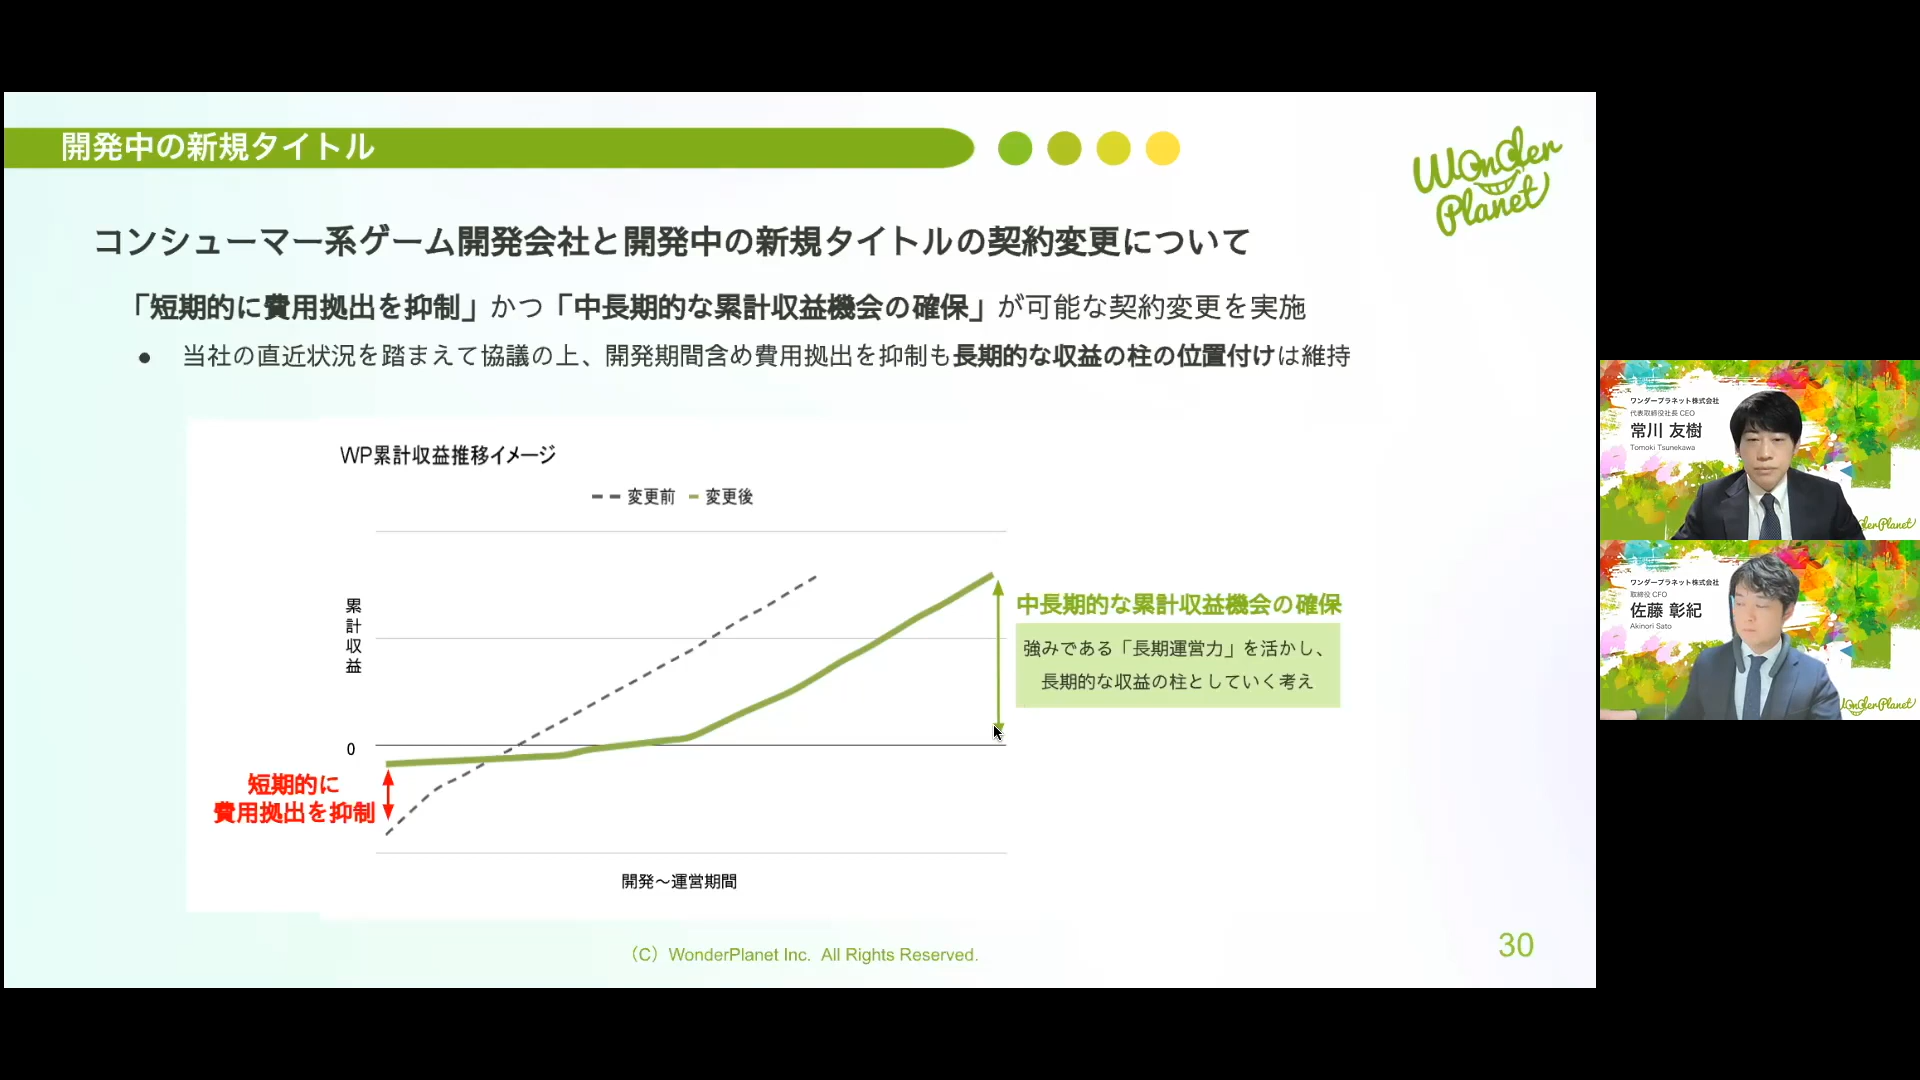 開発中の新規タイトル
Wonder
Planet
コンシューマー系ゲーム開発会社と開発中の新規タイトルの契約変更について
「短期的に費用拠出を抑制」かつ「中長期的な累計収益機会の確保」が可能な契約変更を実施
● 当社の直近状況を踏まえて協議の上、開発期間含め費用拠出を抑制も長期的な収益の柱の位置付けは維持
WP累計収益推移イメージ
変更前 変更後
累計収益
0
短期的に
費用拠出を抑制
中長期的な累計収益機会の確保
強みである「長期運営力」を活かし、
長期的な収益の柱としていく考え
開発～運営期間
（C）WonderPlanet Inc. All Rights Reserved.
30
ワンダープラネット株式会社
代表取締役社長 CEO
常川 友樹
Tomoki Tsunekawa
derPlanet
ワンダープラネット株式会社
取締役 CFO
佐藤 彰紀
Akinori Sato
WonderPlanet